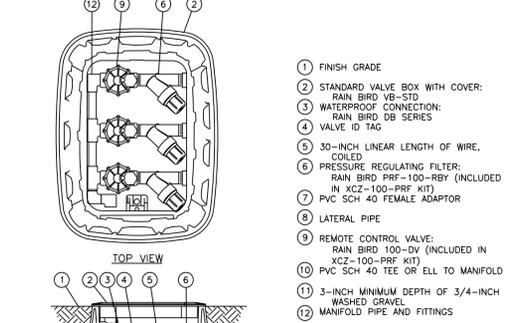 12 9 6 2
TOP VIEW
1 2 3 4 5 6
1 FINISH GRADE
2 STANDARD VALVE BOX WITH COVER:
RAIN BIRD VB-STD
3 WATERPROOF CONNECTION:
RAIN BIRD DB SERIES
4 VALVE ID TAG
5 30-INCH LINEAR LENGTH OF WIRE,
COILED
6 PRESSURE REGULATING FILTER:
RAIN BIRD PRF-100-RBY (INCLUDED
IN XCZ-100-PRF KIT)
7 PVC SCH 40 FEMALE ADAPTOR
8 LATERAL PIPE
9 REMOTE CONTROL VALVE:
RAIN BIRD 100-DV (INCLUDED IN
XCZ-100-PRF KIT)
10 PVC SCH 40 TEE OR ELL TO MANIFOLD
11 3-INCH MINIMUM DEPTH OF 3/4-INCH
WASHED GRAVEL
12 MANIFOLD PIPE AND FITTINGS